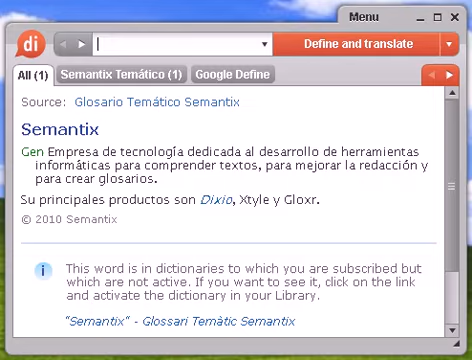 Menu
di
Define and translate
All (1) Semantix Temático (1) Google Define
Source: Glosario Temático Semantix
Semantix
Gen Empresa de tecnología dedicada al desarrollo de herramientas
informáticas para comprender textos, para mejorar la redacción y
para crear glosarios.
Su principales productos son Dixio, Xtyle y Gloxr.
© 2010 Semantix
i
This word is in dictionaries to which you are subscribed but
which are not active. If you want to see it, click on the link
and activate the dictionary in your Library.
"Semantix" - Glossari Temàtic Semantix